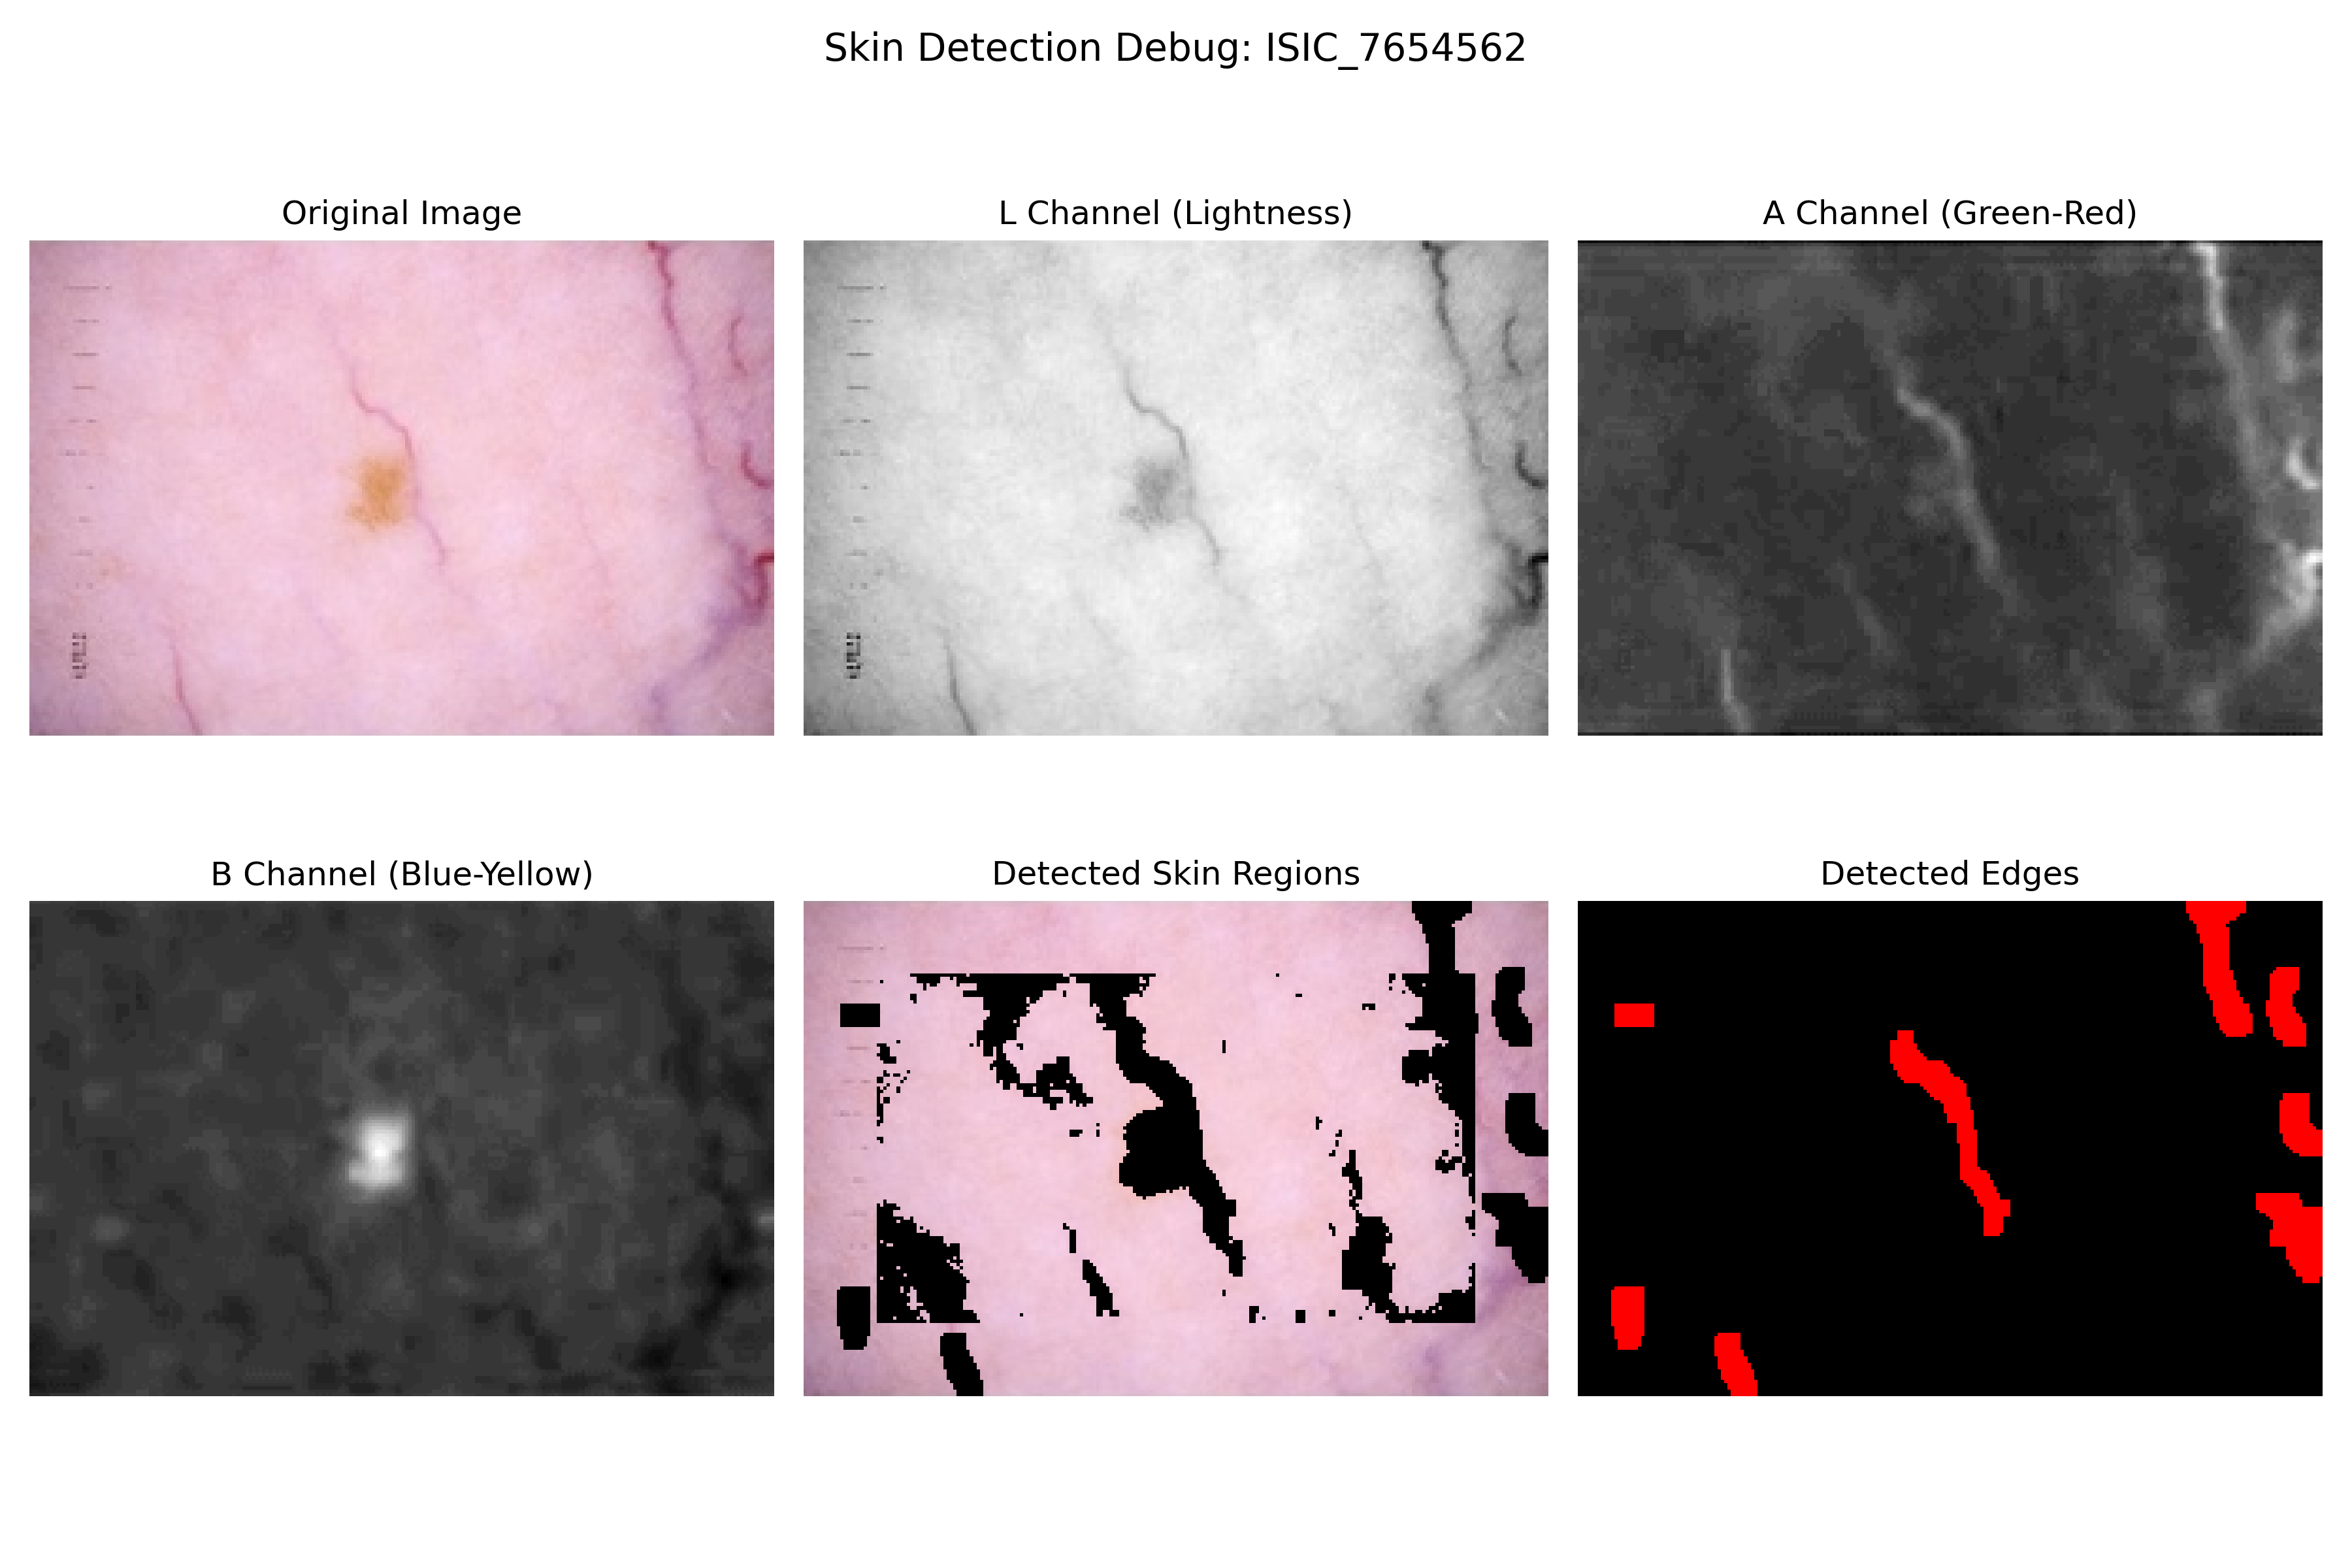 Skin Detection Debug: ISIC_7654562
Original Image
L Channel (Lightness)
A Channel (Green-Red)
B Channel (Blue-Yellow)
Detected Skin Regions
Detected Edges